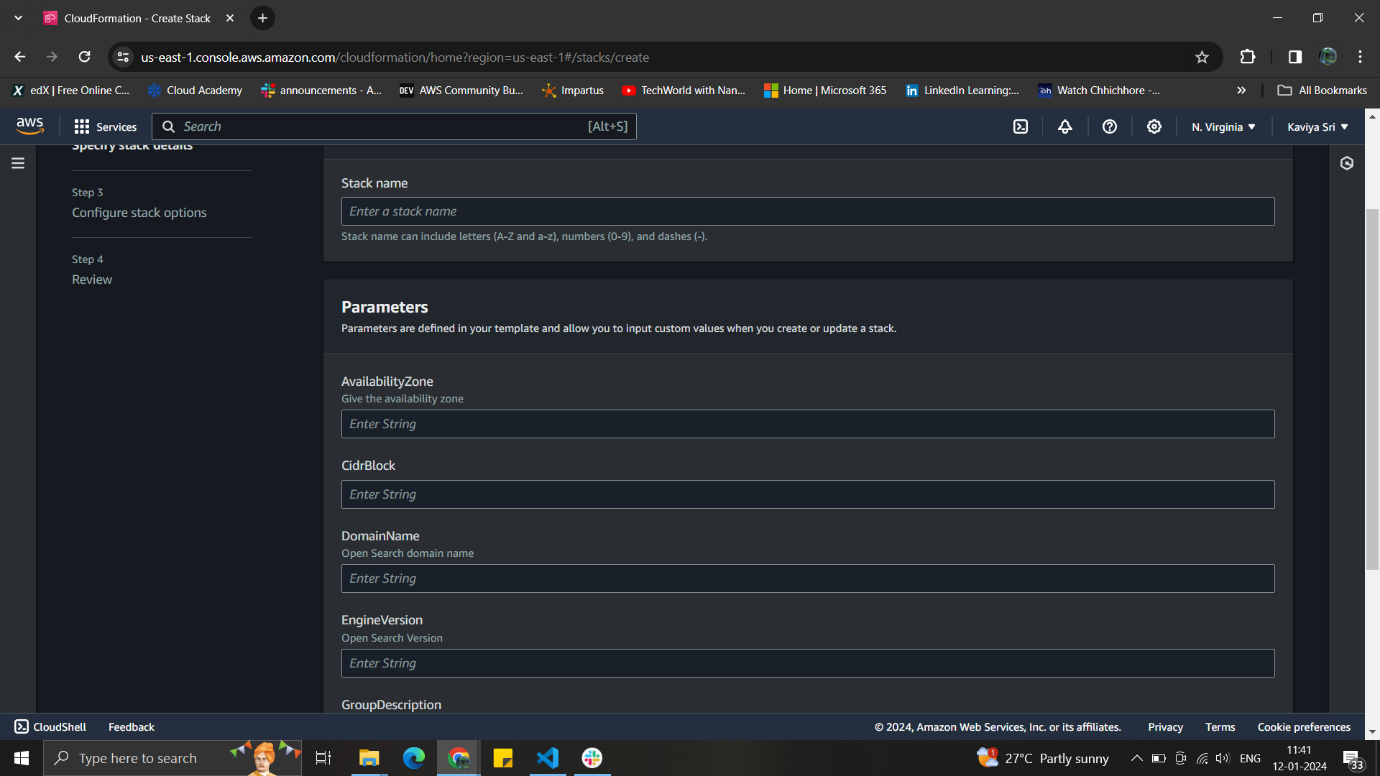 CloudFormation - Create Stack
us-east-1.console.aws.amazon.com/cloudformation/home?region=us-east-1#/stacks/create
X edX | Free Online C... Cloud Academy announcements - A... DEV AWS Community Bu... Impartus TechWorld with Nan... Home | Microsoft 365 in LinkedIn Learning:... Watch Chhichhore -... » All Bookmarks
aws Services Search [Alt+S] N. Virginia Kaviya Sri
Specify stack details
Step 3
Configure stack options
Step 4
Review
Stack name
Enter a stack name
Stack name can include letters (A-Z and a-z), numbers (0-9), and dashes (-).
Parameters
Parameters are defined in your template and allow you to input custom values when you create or update a stack.
AvailabilityZone
Give the availability zone
Enter String
CidrBlock
Enter String
DomainName
Open Search domain name
Enter String
EngineVersion
Open Search Version
Enter String
GroupDescription
CloudShell Feedback © 2024, Amazon Web Services, Inc. or its affiliates. Privacy Terms Cookie preferences
Type here to search 1 27°C Partly sunny ENG 11:41
12-01-2024 33